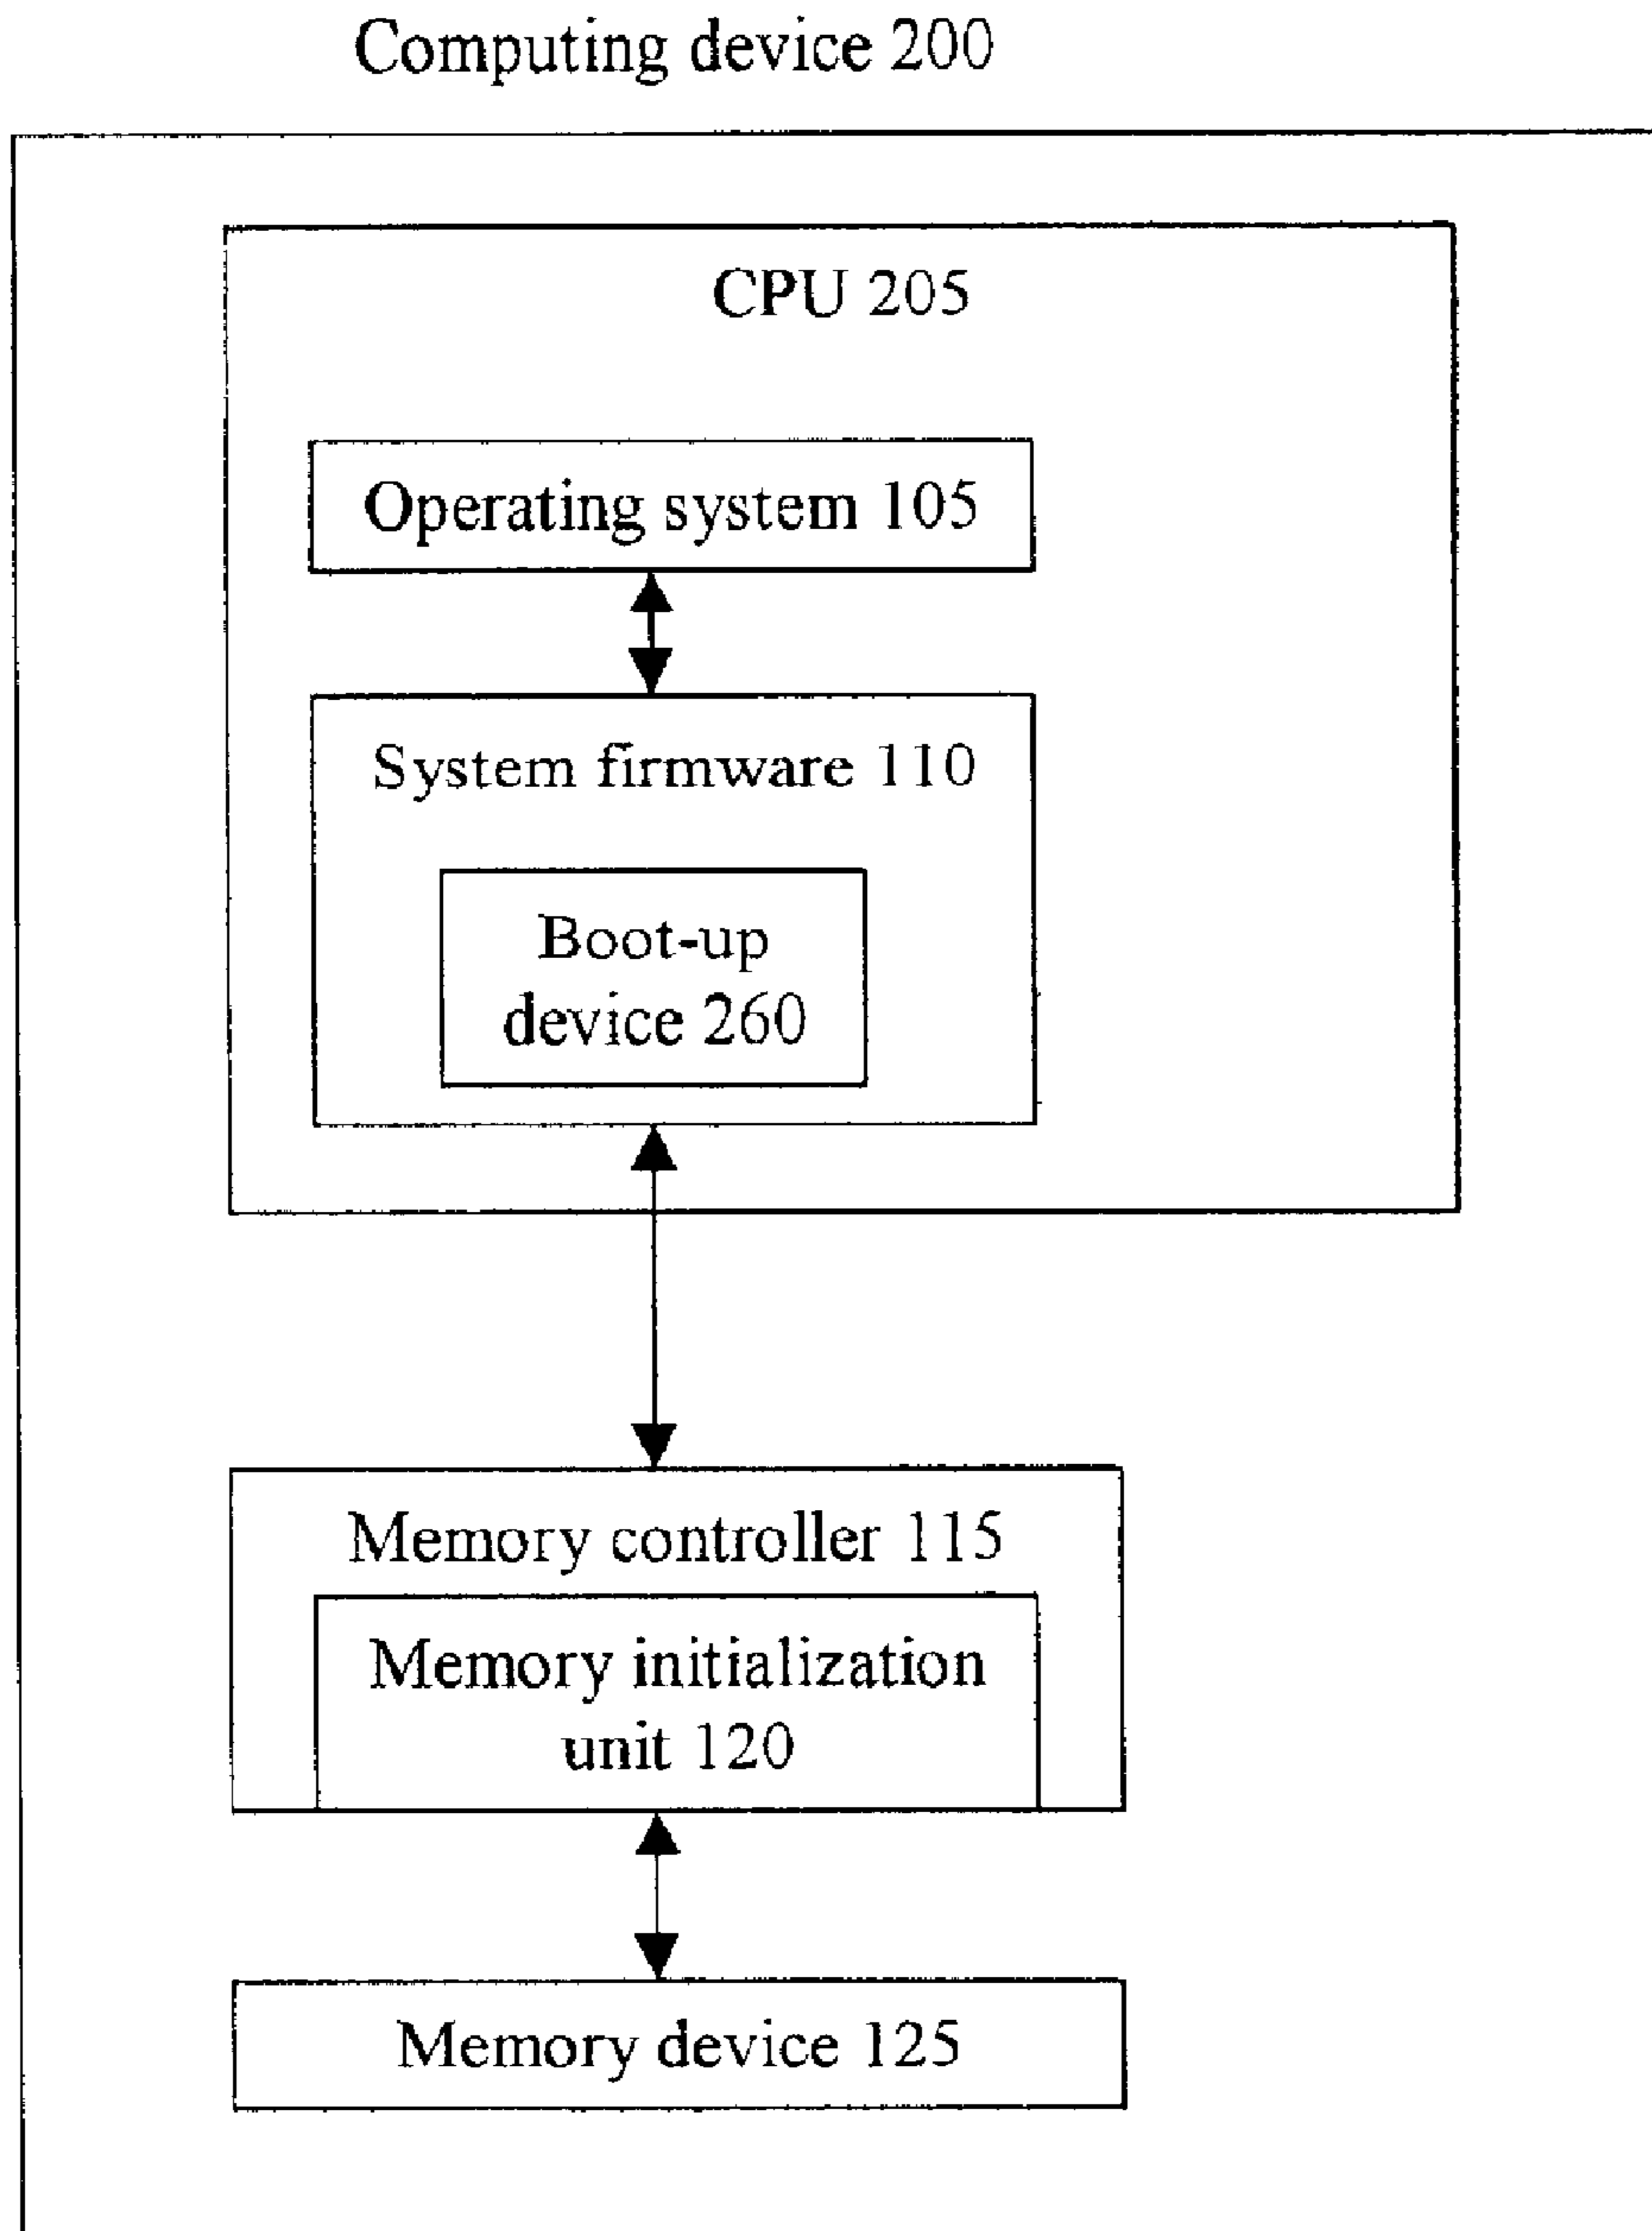 Computing device 200
CPU 205
Operating system 105
System firmware 110
Boot-up
device 260
Memory controller 115
Memory initialization
unit 120
Memory device 125